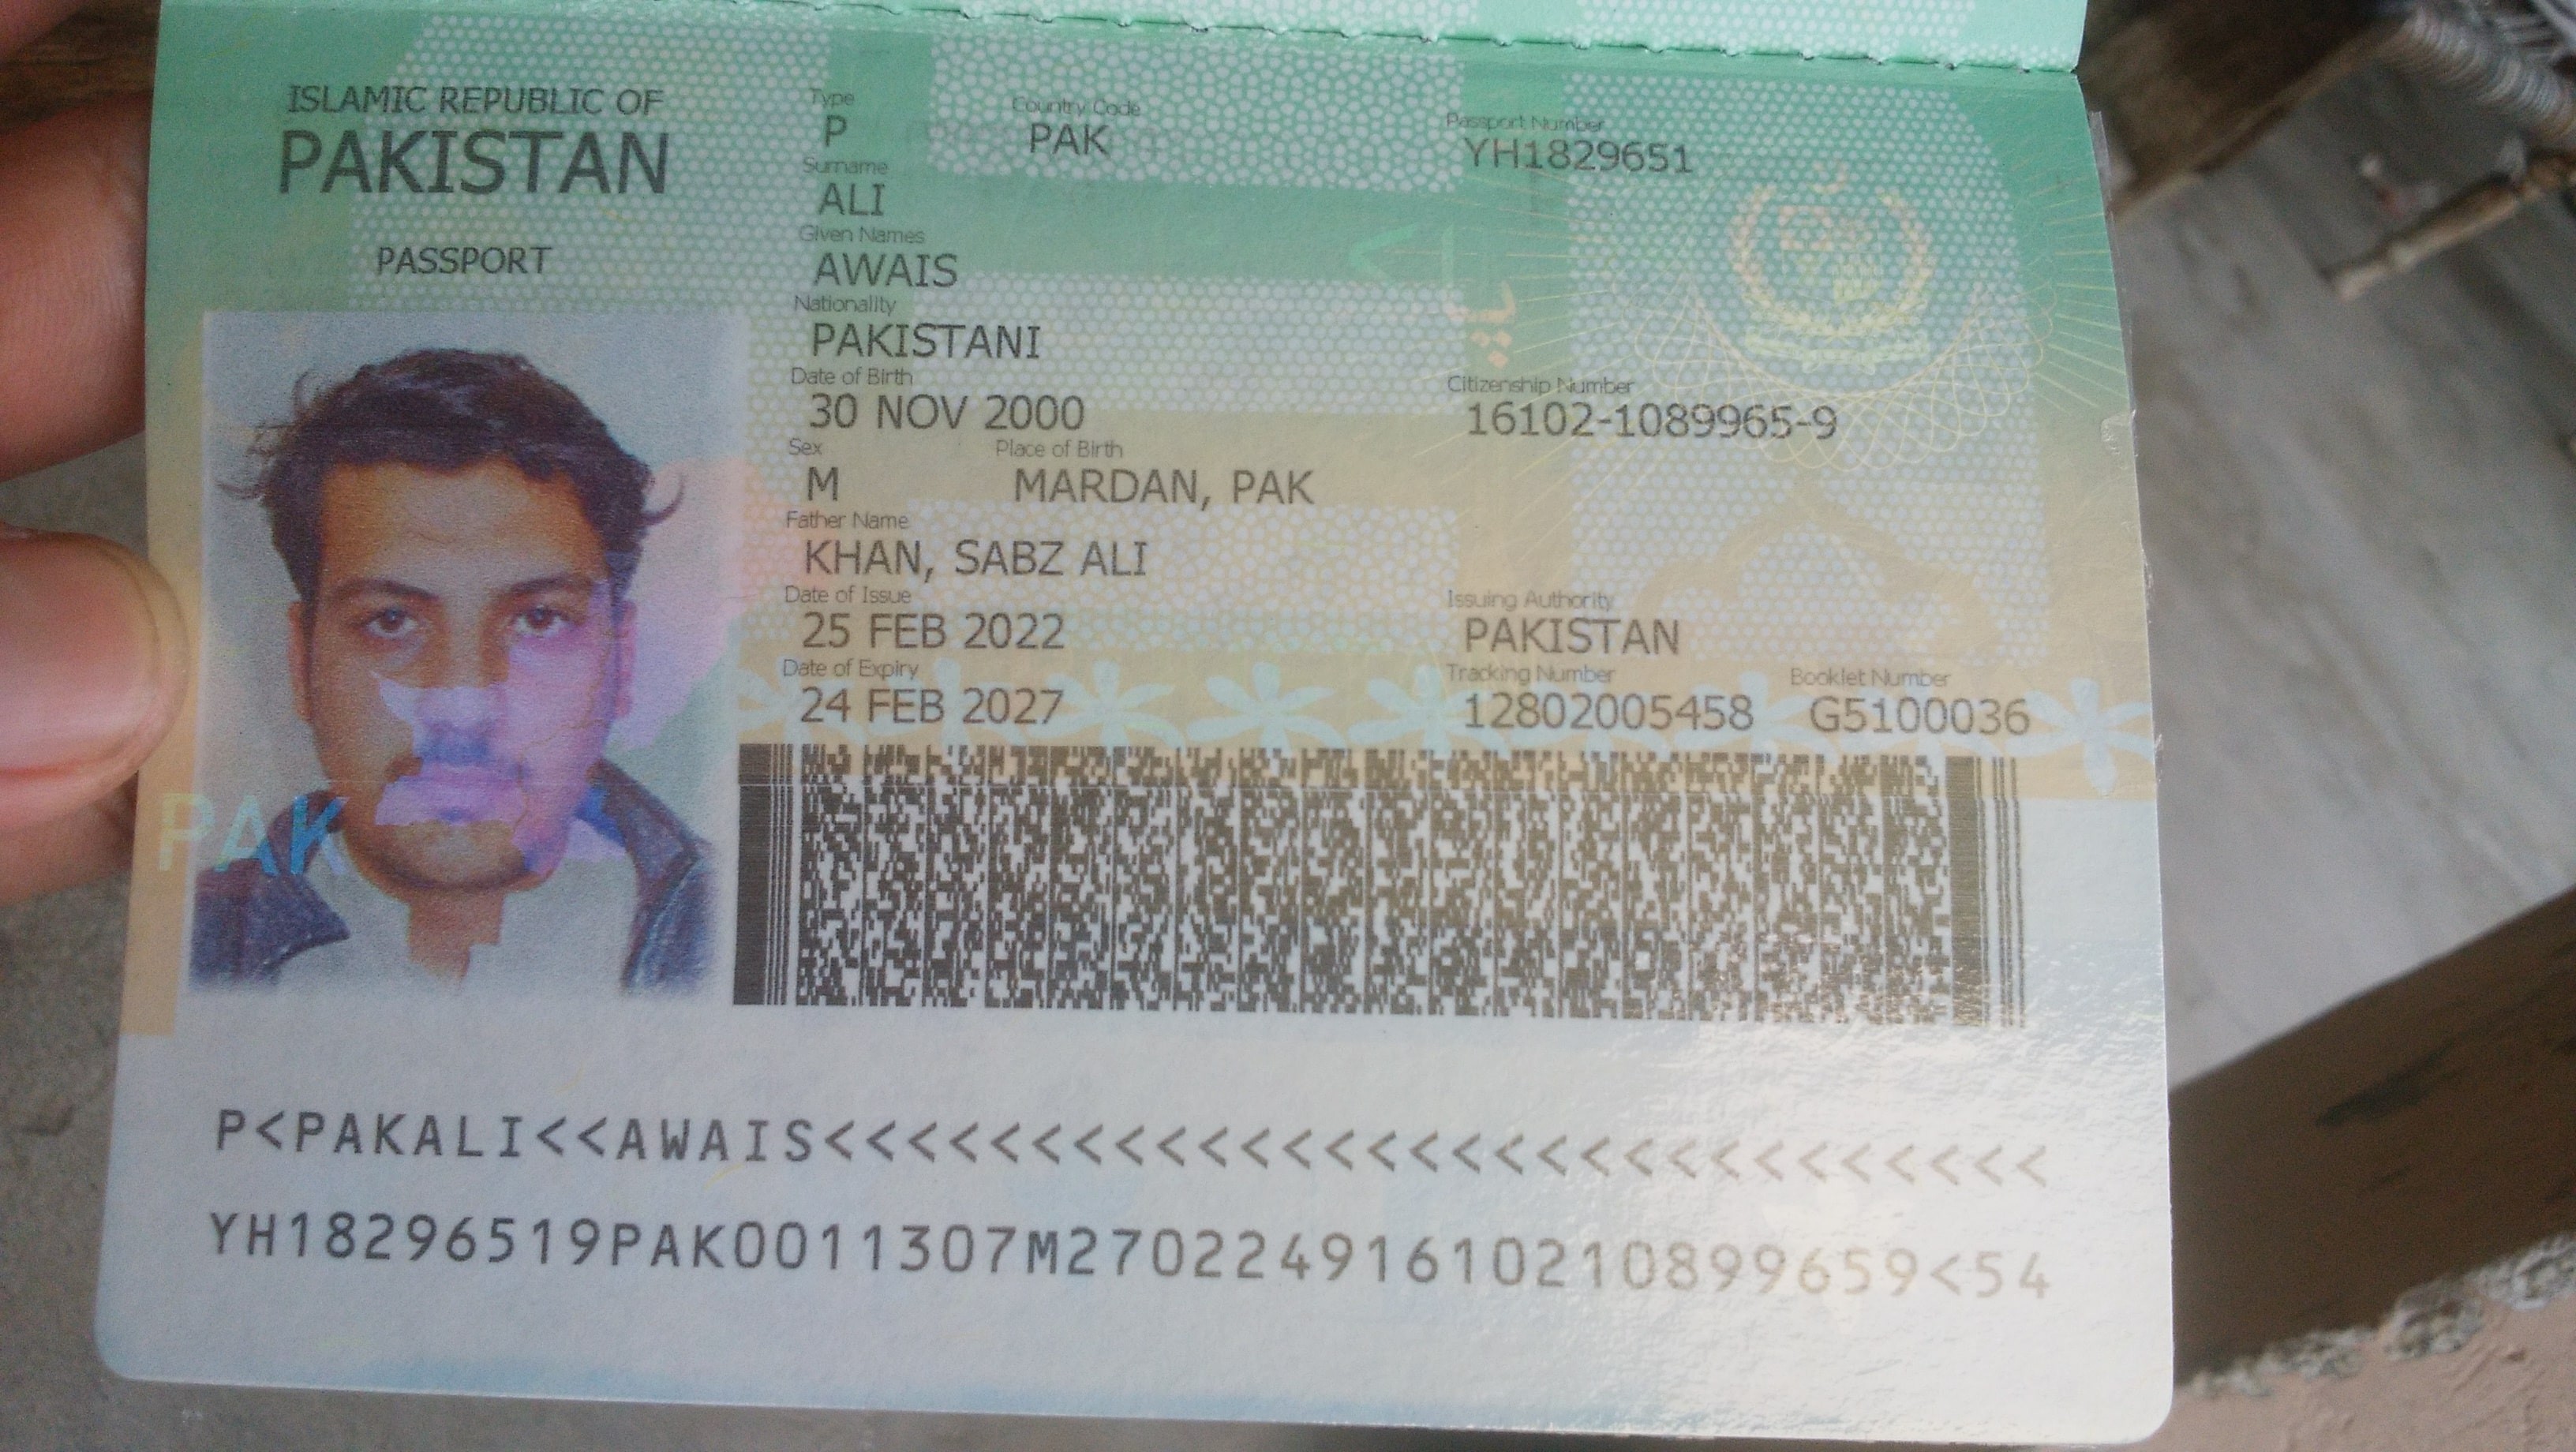 ISLAMIC REPUBLIC OF
PAKISTAN
PASSPORT
Type
P
Country Code
PAK
Passport Number
YH1829651
Surname
ALI
Given Names
AWAIS
Nationality
PAKISTANI
Date of Birth
30 NOV 2000
Citizenship Number
16102-1089965-9
Sex
M
Place of Birth
MARDAN, PAK
Father Name
KHAN, SABZ ALI
Date of Issue
25 FEB 2022
Issuing Authority
PAKISTAN
Date of Expiry
24 FEB 2027
Tracking Number
12802005458
Booklet Number
G5100036
PAK
P<PAKALI<<AWAIS<<<<<<<<<<<<<<<<<<<<<<<<<<<<<
YH18296519PAK0011307M27022491610210899659<54